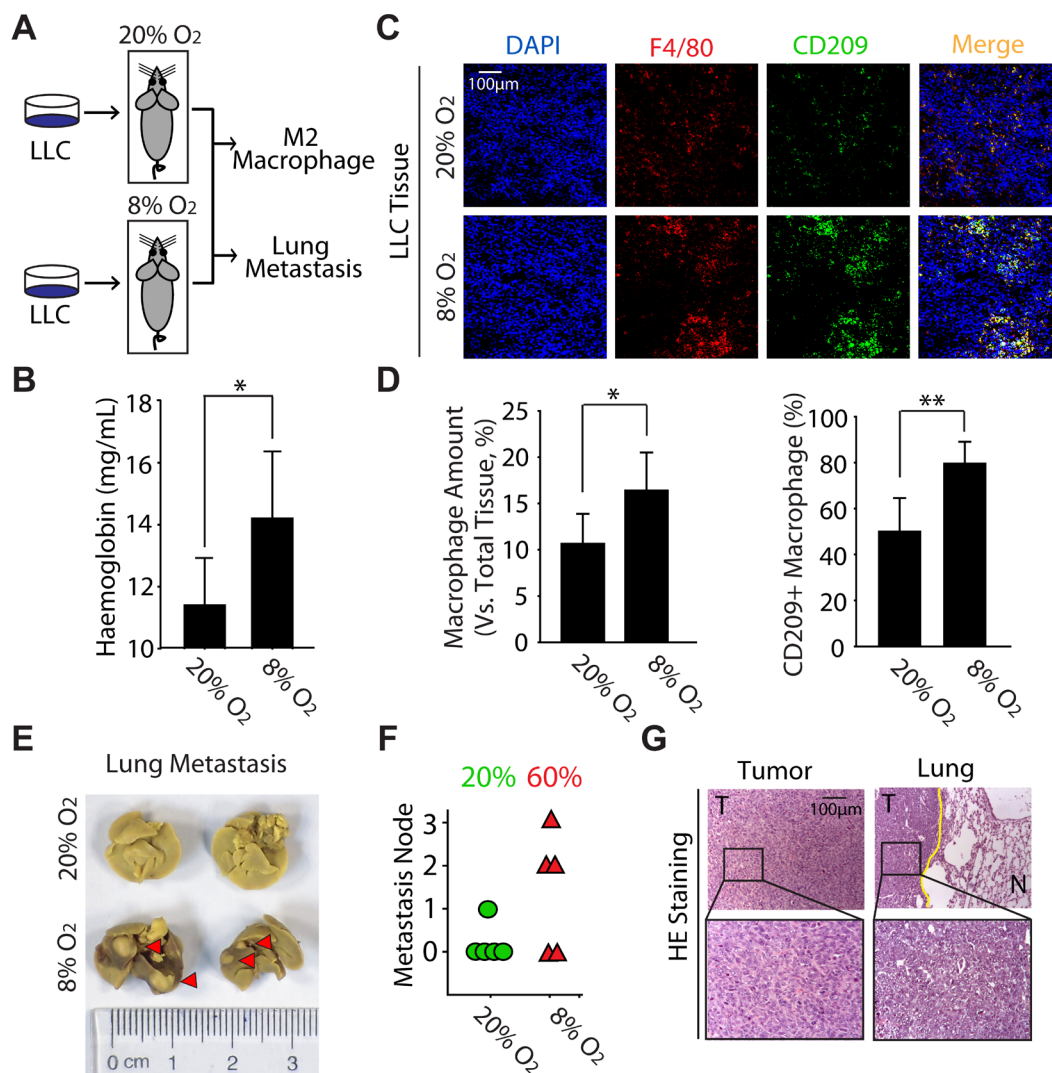 A
20% O2
LLC
8% O2
LLC
M2
Macrophage
Lung
Metastasis
B
Haemoglobin (mg/mL)
18
16
14
12
10
*
20% O2
8% O2
C
DAPI
F4/80
CD209
Merge
100μm
LLC Tissue
20% O2
8% O2
D
Macrophage Amount
(Vs. Total Tissue, %)
25
20
15
10
5
0
*
20% O2
8% O2
CD209+ Macrophage (%)
100
80
60
40
20
0
**
20% O2
8% O2
E
Lung Metastasis
20% O2
8% O2
0 cm 1 2 3
F
20% 60%
Metastasis Node
3
2
1
0
20% O2
8% O2
G
Tumor
Lung
HE Staining
T
100μm
T
N